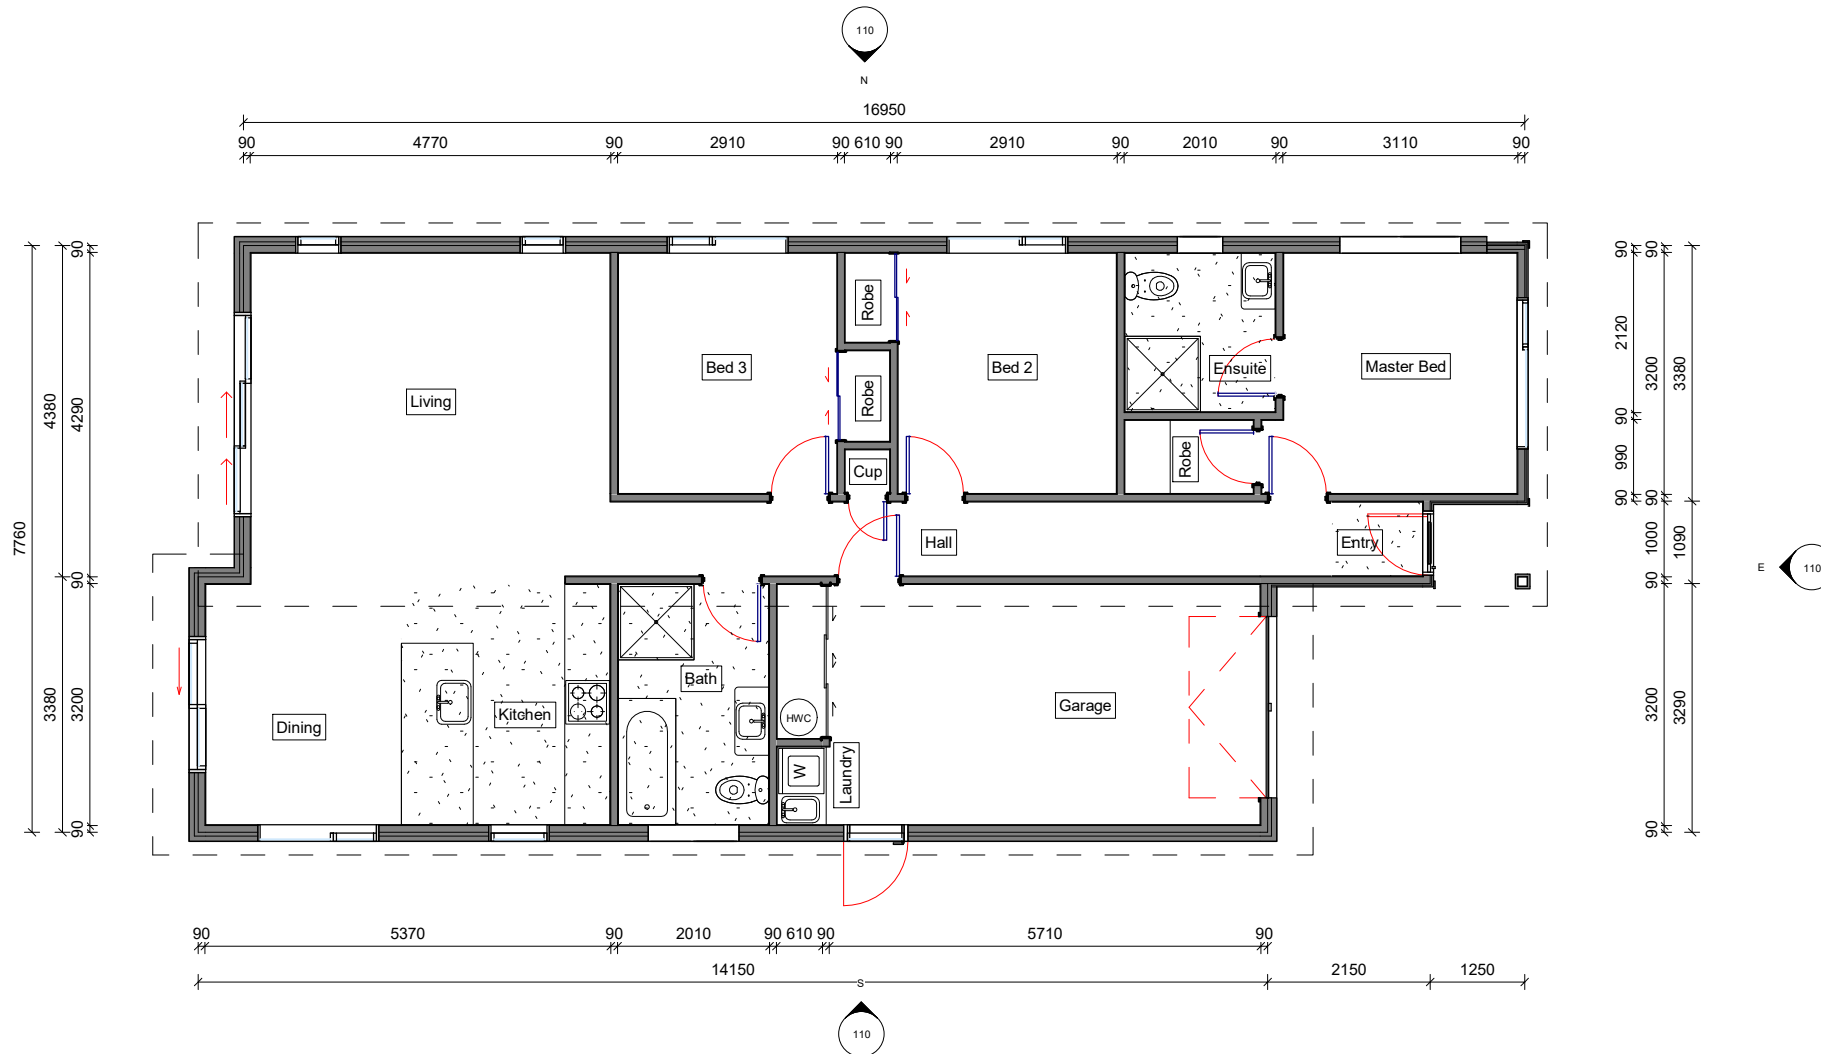 110
N
16950
90 4770 90 2910 90 610 90 2910 90 2010 90 3110 90
7760
4380
3380
90
4290
90
3200
90
Living
Bed 3
Robe
Robe
Cup
Bed 2
Ensuite
Robe
Master Bed
Hall
Entry
Dining
Kitchen
Bath
HWC
W
Laundry
Garage
90
2120
90
990
90
90
3200
90
1000
90
3200
90
3380
1090
3290
E
110
90 5370 90 2010 90 610 90 5710 90
14150 2150 1250
S
110